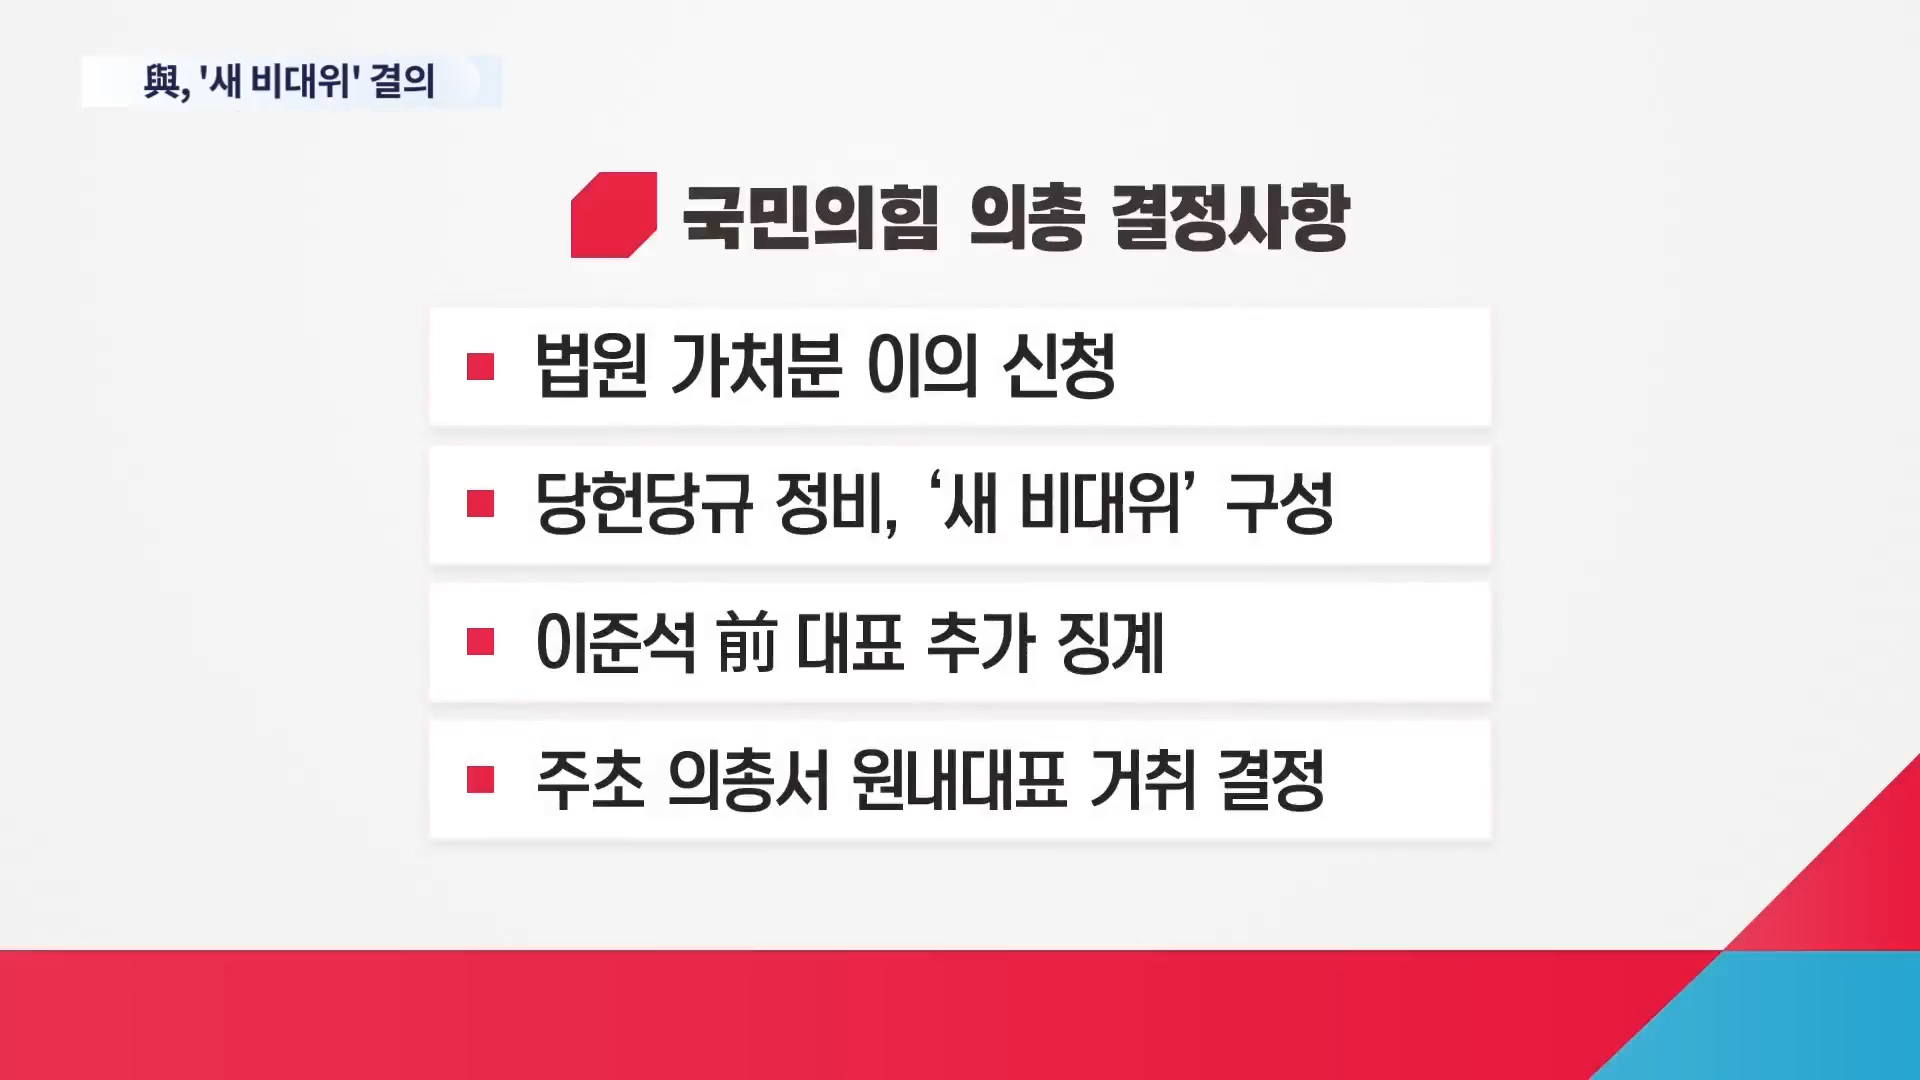 與, '새 비대위' 결의
국민의힘 의총 결정사항
법원 가처분 이의 신청
당헌당규 정비, ‘새 비대위’ 구성
이준석 前 대표 추가 징계
주초 의총서 원내대표 거취 결정